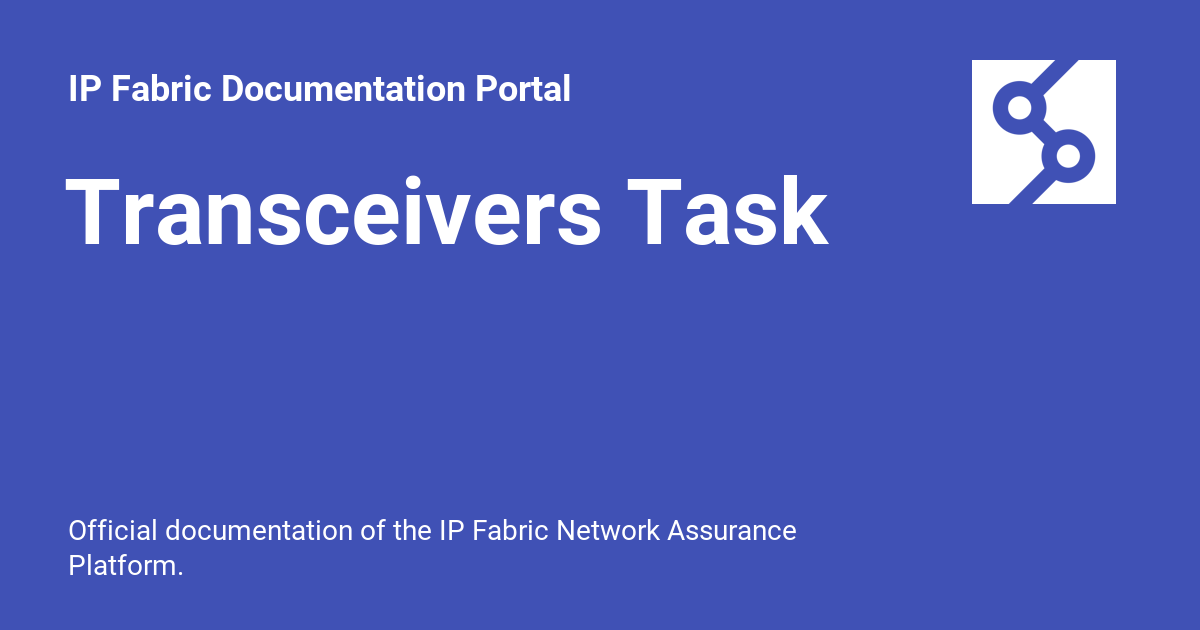 IP Fabric Documentation Portal
Transceivers Task
Official documentation of the IP Fabric Network Assurance
Platform.